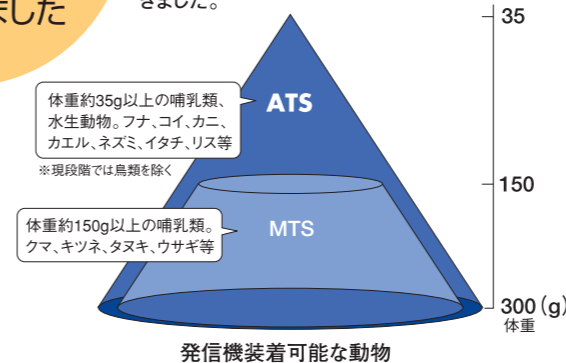 ました
きました。
35
体重約35g以上の哺乳類、
水生動物。フナ、コイ、カニ、
カエル、ネズミ、イタチ、リス等
ATS
※現段階では鳥類を除く
150
体重約150g以上の哺乳類。
クマ、キツネ、タヌキ、ウサギ等
MTS
300(g)
体重
発信機装着可能な動物